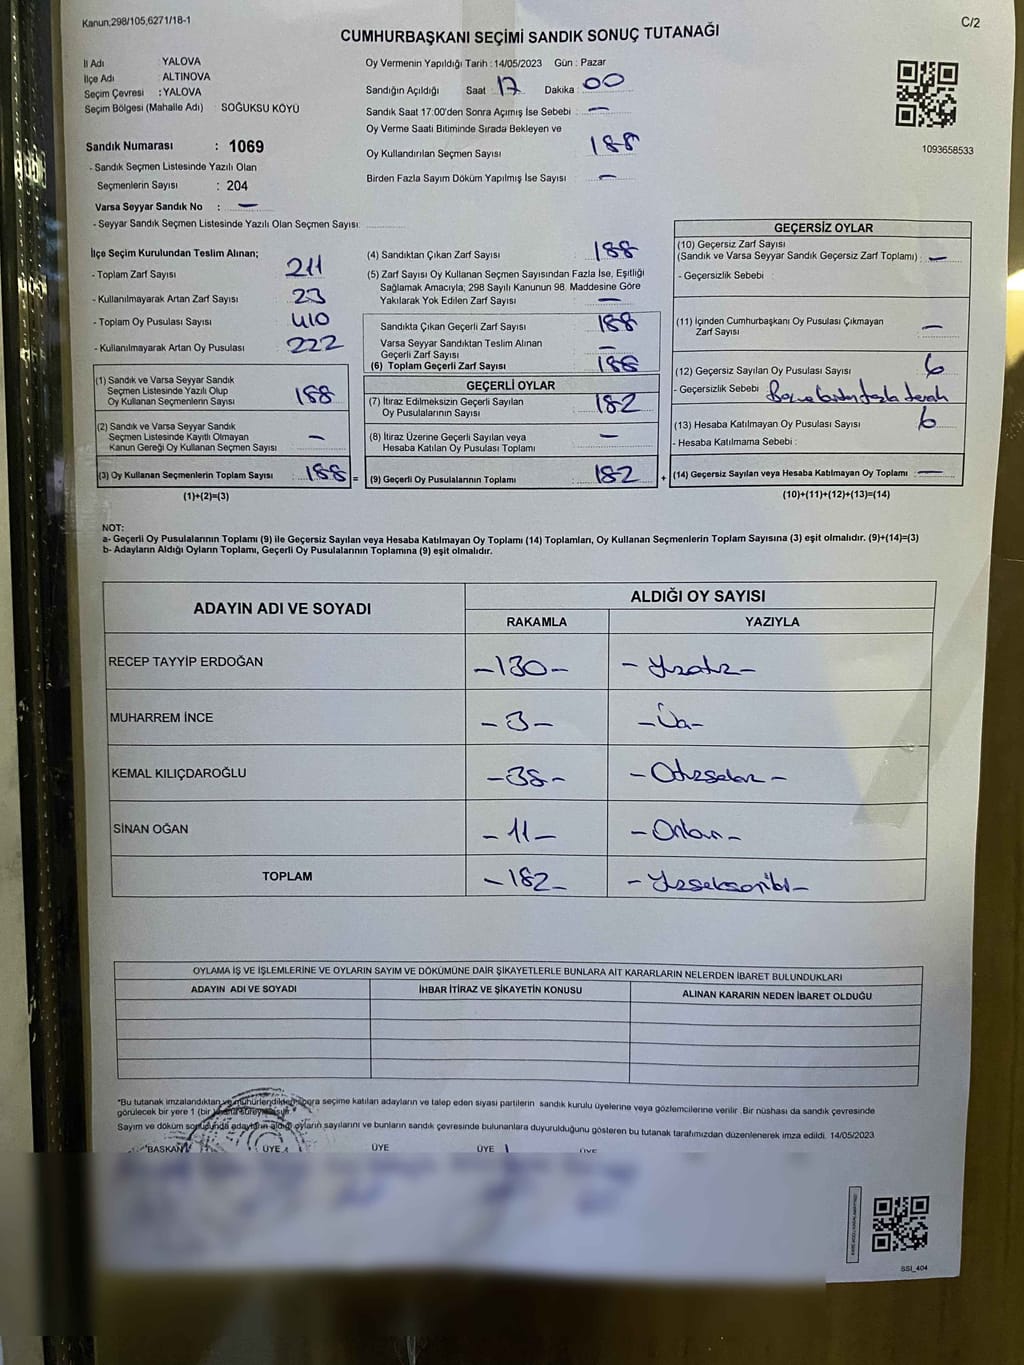 Kanun;298/105,6271/18-1
C/2
CUMHURBAŞKANI SEÇİMİ SANDIK SONUÇ TUTANAĞI
İl Adı YALOVA
İlçe Adı ALTINOVA
Seçim Çevresi : YALOVA
Seçim Bölgesi (Mahalle Adı) SOĞUKSU KÖYÜ
Sandık Numarası : 1069
- Sandık Seçmen Listesinde Yazılı Olan
Seçmenlerin Sayısı : 204
Varsa Seyyar Sandık No : —
- Seyyar Sandık Seçmen Listesinde Yazılı Olan Seçmen Sayısı:
Oy Vermenin Yapıldığı Tarih : 14/05/2023 Gün : Pazar
Sandığın Açıldığı Saat : 17 Dakika : 00
Sandık Saat 17:00'den Sonra Açımış İse Sebebi : —
Oy Verme Saati Bitiminde Sırada Bekleyen ve
Oy Kullandırılan Seçmen Sayısı : 188
Birden Fazla Sayım Döküm Yapılmış İse Sayısı : —
1093658533
İlçe Seçim Kurulundan Teslim Alınan;
- Toplam Zarf Sayısı : 211
- Kullanılmayarak Artan Zarf Sayısı : 23
- Toplam Oy Pusulası Sayısı : 410
- Kullanılmayarak Artan Oy Pusulası : 222
(1) Sandık ve Varsa Seyyar Sandık
Seçmen Listesinde Yazılı Olup
Oy Kullanan Seçmenlerin Sayısı : 188
(2) Sandık ve Varsa Seyyar Sandık
Seçmen Listesinde Kayıtlı Olmayan
Kanun Gereği Oy Kullanan Seçmen Sayısı : —
(3) Oy Kullanan Seçmenlerin Toplam Sayısı : 188 =
(1)+(2)=(3)
(4) Sandıktan Çıkan Zarf Sayısı : 188
(5) Zarf Sayısı Oy Kullanan Seçmen Sayısından Fazla İse, Eşitliği
Sağlamak Amacıyla; 298 Sayılı Kanunun 98. Maddesine Göre
Yakılarak Yok Edilen Zarf Sayısı : —
Sandıkta Çıkan Geçerli Zarf Sayısı : 188
Varsa Seyyar Sandıktan Teslim Alınan
Geçerli Zarf Sayısı : —
(6) Toplam Geçerli Zarf Sayısı : 188
GEÇERLİ OYLAR
(7) İtiraz Edilmeksizin Geçerli Sayılan
Oy Pusulalarının Sayısı : 182
(8) İtiraz Üzerine Geçerli Sayılan veya
Hesaba Katılan Oy Pusulası Toplamı : —
(9) Geçerli Oy Pusulalarının Toplamı : 182 +
GEÇERSİZ OYLAR
(10) Geçersiz Zarf Sayısı
(Sandık ve Varsa Seyyar Sandık Geçersiz Zarf Toplamı) : —
- Geçersizlik Sebebi :
(11) İçinden Cumhurbaşkanı Oy Pusulası Çıkmayan
Zarf Sayısı : —
(12) Geçersiz Sayılan Oy Pusulası Sayısı : 6
- Geçersizlik Sebebi :
(13) Hesaba Katılmayan Oy Pusulası Sayısı : 6
- Hesaba Katılmama Sebebi :
(14) Geçersiz Sayılan veya Hesaba Katılmayan Oy Toplamı : —
(10)+(11)+(12)+(13)=(14)
NOT:
a- Geçerli Oy Pusulalarının Toplamı (9) ile Geçersiz Sayılan veya Hesaba Katılmayan Oy Toplamı (14) Toplamları, Oy Kullanan Seçmenlerin Toplam Sayısına (3) eşit olmalıdır. (9)+(14)=(3)
b- Adayların Aldığı Oyların Toplamı, Geçerli Oy Pusulalarının Toplamına (9) eşit olmalıdır.
ADAYIN ADI VE SOYADI ALDIĞI OY SAYISI
RAKAMLA YAZIYLA
RECEP TAYYİP ERDOĞAN -130- -Yüzotuz-
MUHARREM İNCE -3- -Üç-
KEMAL KILIÇDAROĞLU -38- -Otuzsekiz-
SİNAN OĞAN -11- -Onbir-
TOPLAM -182- -Yüzseksaniki-
OYLAMA İŞ VE İŞLEMLERİNE VE OYLARIN SAYIM VE DÖKÜMÜNE DAİR ŞİKAYETLERLE BUNLARA AİT KARARLARIN NELERDEN İBARET BULUNDUKLARI
ADAYIN ADI VE SOYADI İHBAR İTİRAZ VE ŞİKAYETİN KONUSU ALINAN KARARIN NEDEN İBARET OLDUĞU
*Bu tutanak imzalandıktan ve mühürlendikten sonra seçime katılan adayların ve talep eden siyasi partilerin sandık kurulu üyelerine veya gözlemcilerine verilir. Bir nüshası da sandık çevresinde
görülecek bir yere 1 (bir)
Sayım ve döküm sonucunda adayların aldığı oyların sayılarını ve bunların sandık çevresinde bulunanlara duyurulduğunu gösteren bu tutanak tarafımızdan düzenlenerek imza edildi. 14/05/2023
BAŞKAN ÜYE ÜYE ÜYE ÜYE
SSI_404